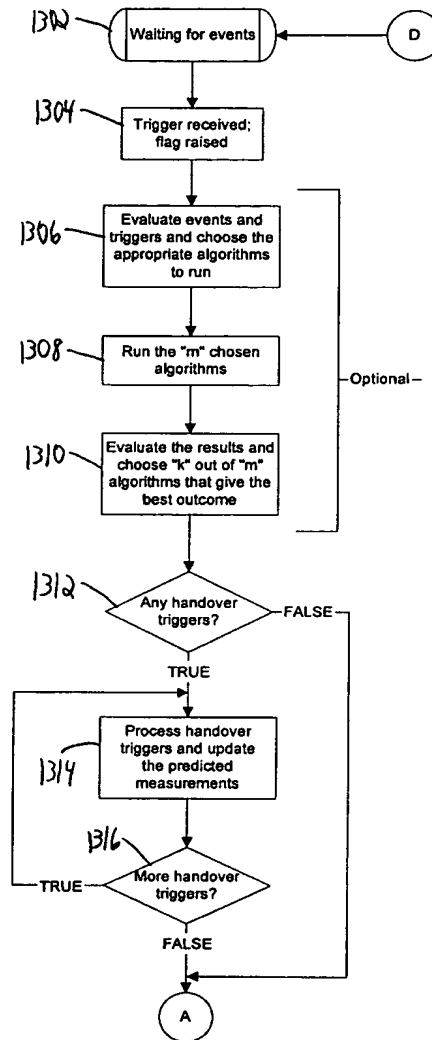 1302
Waiting for events
D
1304
Trigger received;
flag raised
1306
Evaluate events and
triggers and choose the
appropriate algorithms
to run
1308
Run the "m" chosen
algorithms
Optional
1310
Evaluate the results and
choose "k" out of "m"
algorithms that give the
best outcome
1312
Any handover
triggers?
FALSE
TRUE
Process handover
triggers and update
the predicted
measurements
1314
1316
More handover
triggers?
TRUE
FALSE
A